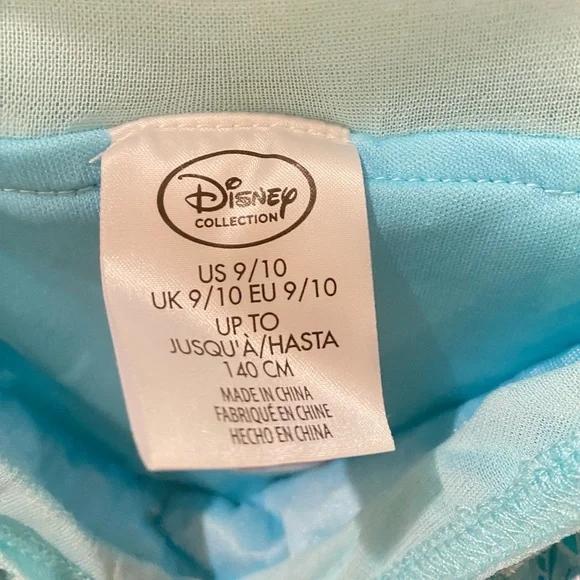 Disney
COLLECTION
US 9/10
UK 9/10 EU 9/10
UP TO
JUSQU'À/HASTA
140 CM
MADE IN CHINA
FABRIQUÉ EN CHINE
HECHO EN CHINA